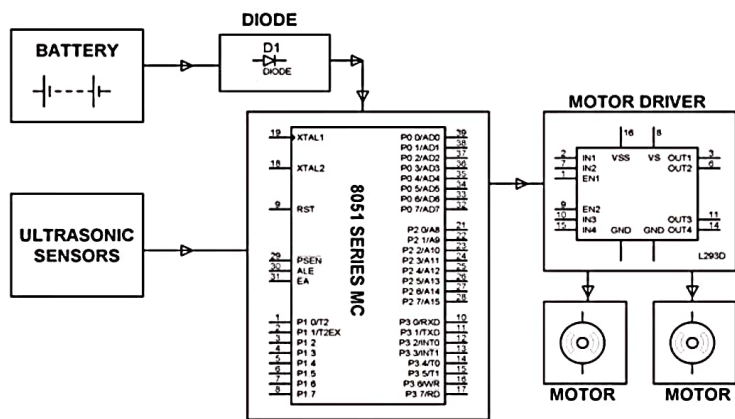 DIODE
BATTERY
D1
DIODE
MOTOR DRIVER
ULTRASONIC
SENSORS
8051 SERIES MC
19 XTAL1
18 XTAL2
9 RST
29 PSEN
30 ALE
31 EA
1 P1 0/T2
2 P1 1/T2EX
3 P1 2
4 P1 3
5 P1 4
6 P1 5
7 P1 6
8 P1 7
P0 0/AD0 39
P0 1/AD1 38
P0 2/AD2 37
P0 3/AD3 36
P0 4/AD4 35
P0 5/AD5 34
P0 6/AD6 33
P0 7/AD7 32
P2 0/A8 21
P2 1/A9 22
P2 2/A10 23
P2 3/A11 24
P2 4/A12 25
P2 5/A13 26
P2 6/A14 27
P2 7/A15 28
P3 0/RXD 10
P3 1/TXD 11
P3 2/INT0 12
P3 3/INT1 13
P3 4/T0 14
P3 5/T1 15
P3 6/WR 16
P3 7/RD 17
16 8
2 IN1 VSS VS OUT1 3
7 IN2 OUT2 6
1 EN1
9 EN2
10 IN3 OUT3 11
15 IN4 GND GND OUT4 14
L293D
MOTOR MOTOR